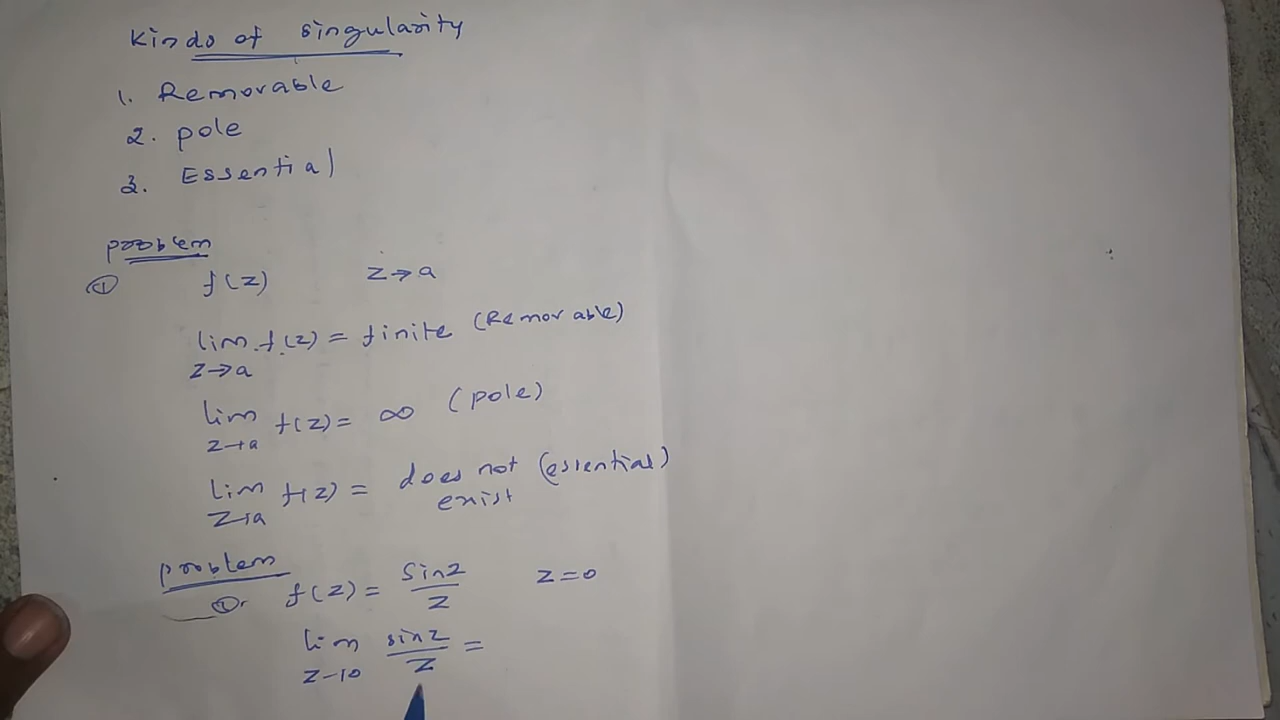 Kinds of singularity
1. Removable
2. pole
3. Essential
problem
① f(z) z→a
lim f(z) = finite (Removable)
z→a
lim f(z) = ∞ (pole)
z→a
lim f(z) = does not exist (essential)
z→a
problem
①. f(z) = sinz/z z=0
lim sinz/z =
z→0